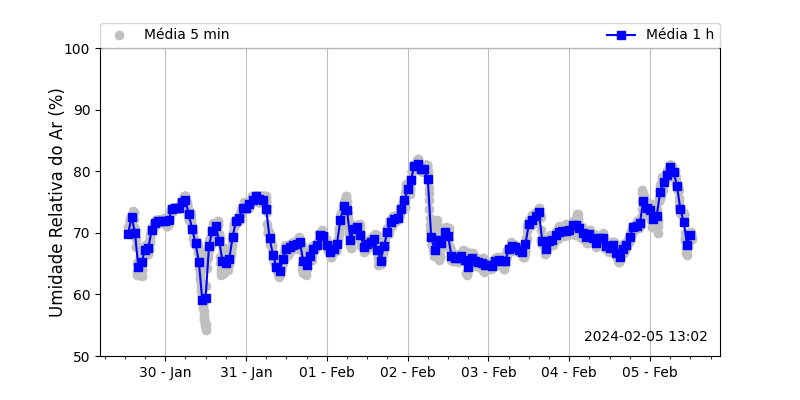 Média 5 min
Média 1 h
Umidade Relativa do Ar (%)
100
90
80
70
60
50
2024-02-05 13:02
30 - Jan
31 - Jan
01 - Feb
02 - Feb
03 - Feb
04 - Feb
05 - Feb